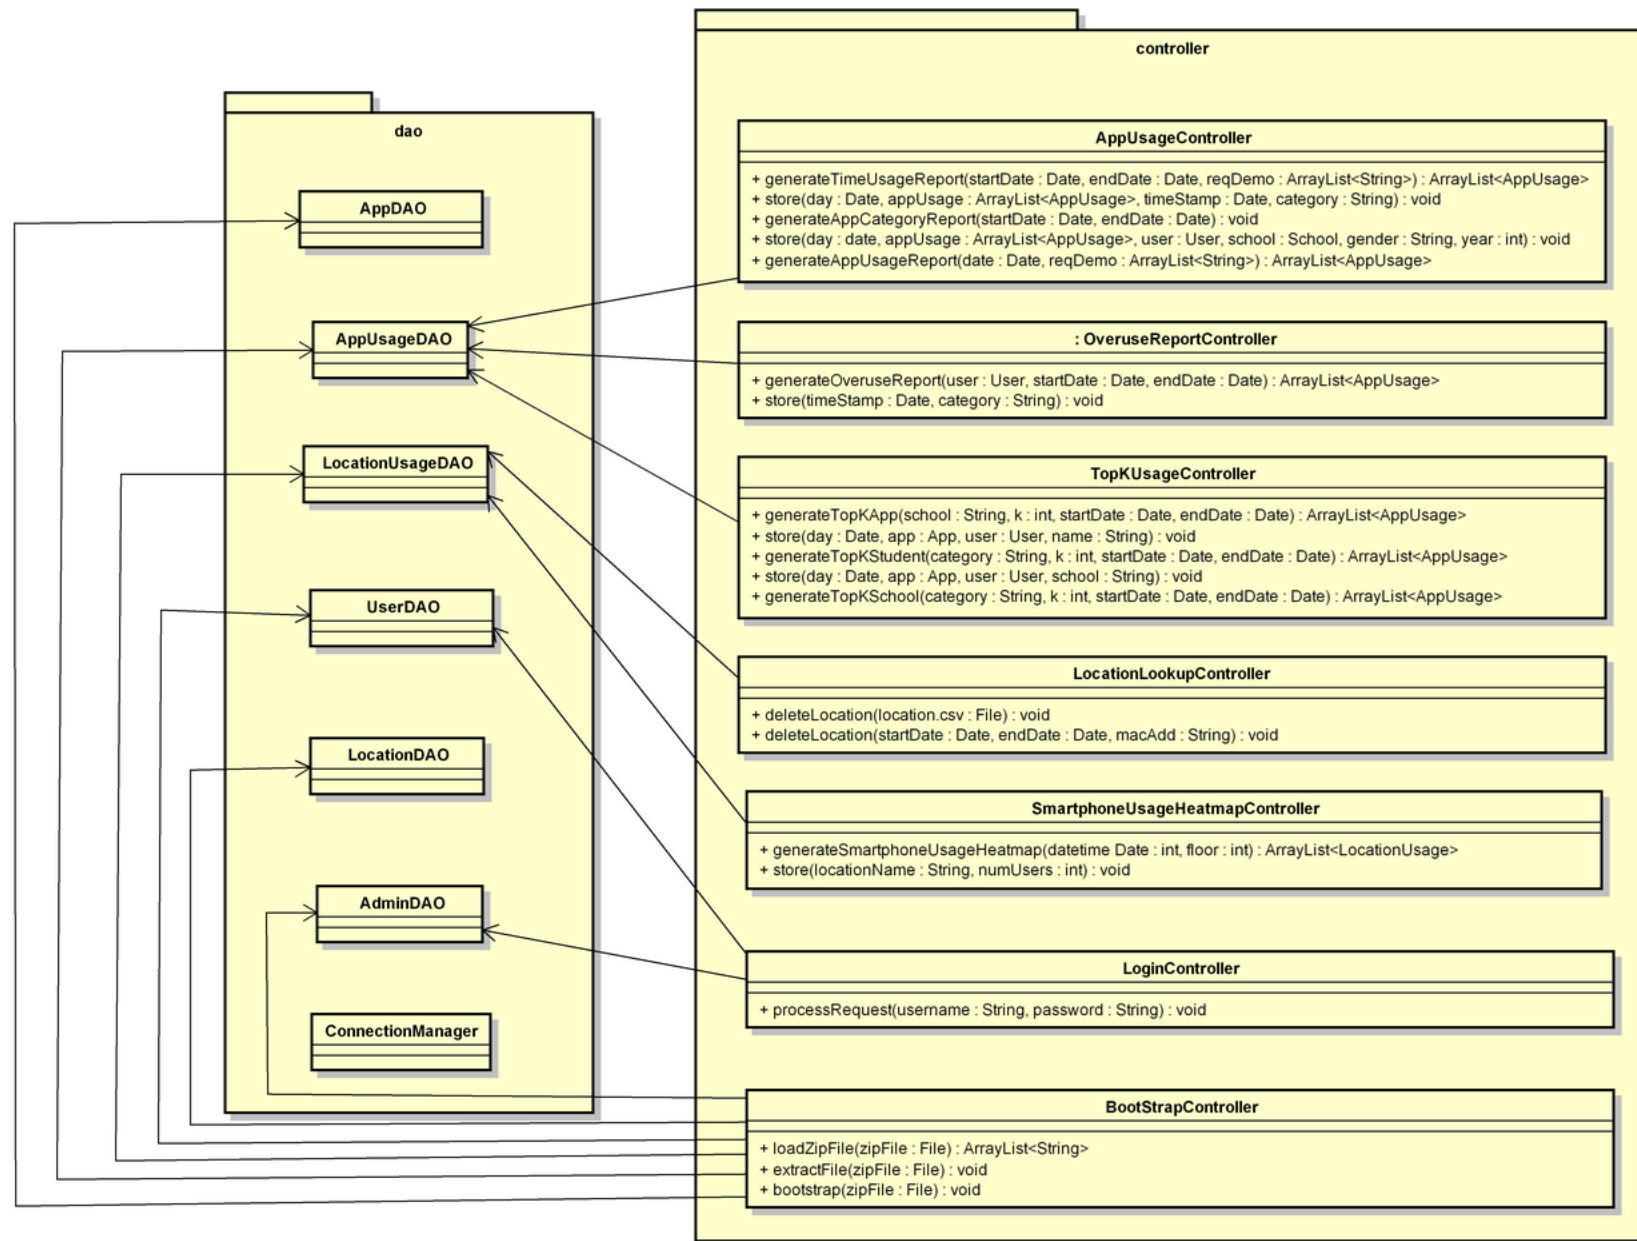 dao
AppDAO
AppUsageDAO
LocationUsageDAO
UserDAO
LocationDAO
AdminDAO
ConnectionManager
controller
AppUsageController
+ generateTimeUsageReport(startDate : Date, endDate : Date, reqDemo : ArrayList<String>) : ArrayList<AppUsage>
+ store(day : Date, appUsage : ArrayList<AppUsage>, timeStamp : Date, category : String) : void
+ generateAppCategoryReport(startDate : Date, endDate : Date) : void
+ store(day : date, appUsage : ArrayList<AppUsage>, user : User, school : School, gender : String, year : int) : void
+ generateAppUsageReport(date : Date, reqDemo : ArrayList<String>) : ArrayList<AppUsage>
: OveruseReportController
+ generateOveruseReport(user : User, startDate : Date, endDate : Date) : ArrayList<AppUsage>
+ store(timeStamp : Date, category : String) : void
TopKUsageController
+ generateTopKApp(school : String, k : int, startDate : Date, endDate : Date) : ArrayList<AppUsage>
+ store(day : Date, app : App, user : User, name : String) : void
+ generateTopKStudent(category : String, k : int, startDate : Date, endDate : Date) : ArrayList<AppUsage>
+ store(day : Date, app : App, user : User, school : String) : void
+ generateTopKSchool(category : String, k : int, startDate : Date, endDate : Date) : ArrayList<AppUsage>
LocationLookupController
+ deleteLocation(location.csv : File) : void
+ deleteLocation(startDate : Date, endDate : Date, macAdd : String) : void
SmartphoneUsageHeatmapController
+ generateSmartphoneUsageHeatmap(datetime Date : int, floor : int) : ArrayList<LocationUsage>
+ store(locationName : String, numUsers : int) : void
LoginController
+ processRequest(username : String, password : String) : void
BootStrapController
+ loadZipFile(zipFile : File) : ArrayList<String>
+ extractFile(zipFile : File) : void
+ bootstrap(zipFile : File) : void